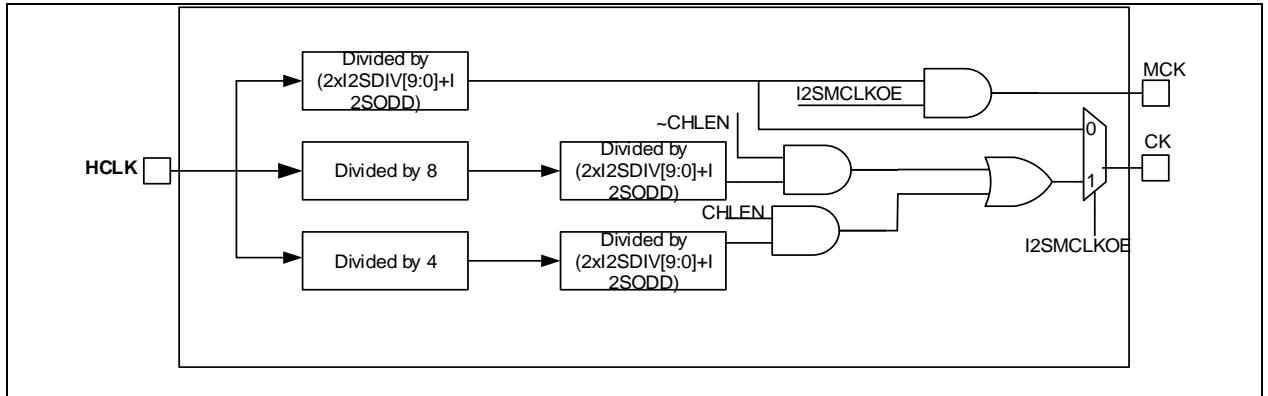 Divided by
(2xI2SDIV[9:0]+I
2SODD)
MCK
I2SMCLKOE
~CHLEN
0
CK
HCLK
Divided by 8
Divided by
(2xI2SDIV[9:0]+I
2SODD)
1
CHLEN
I2SMCLKOE
Divided by 4
Divided by
(2xI2SDIV[9:0]+I
2SODD)